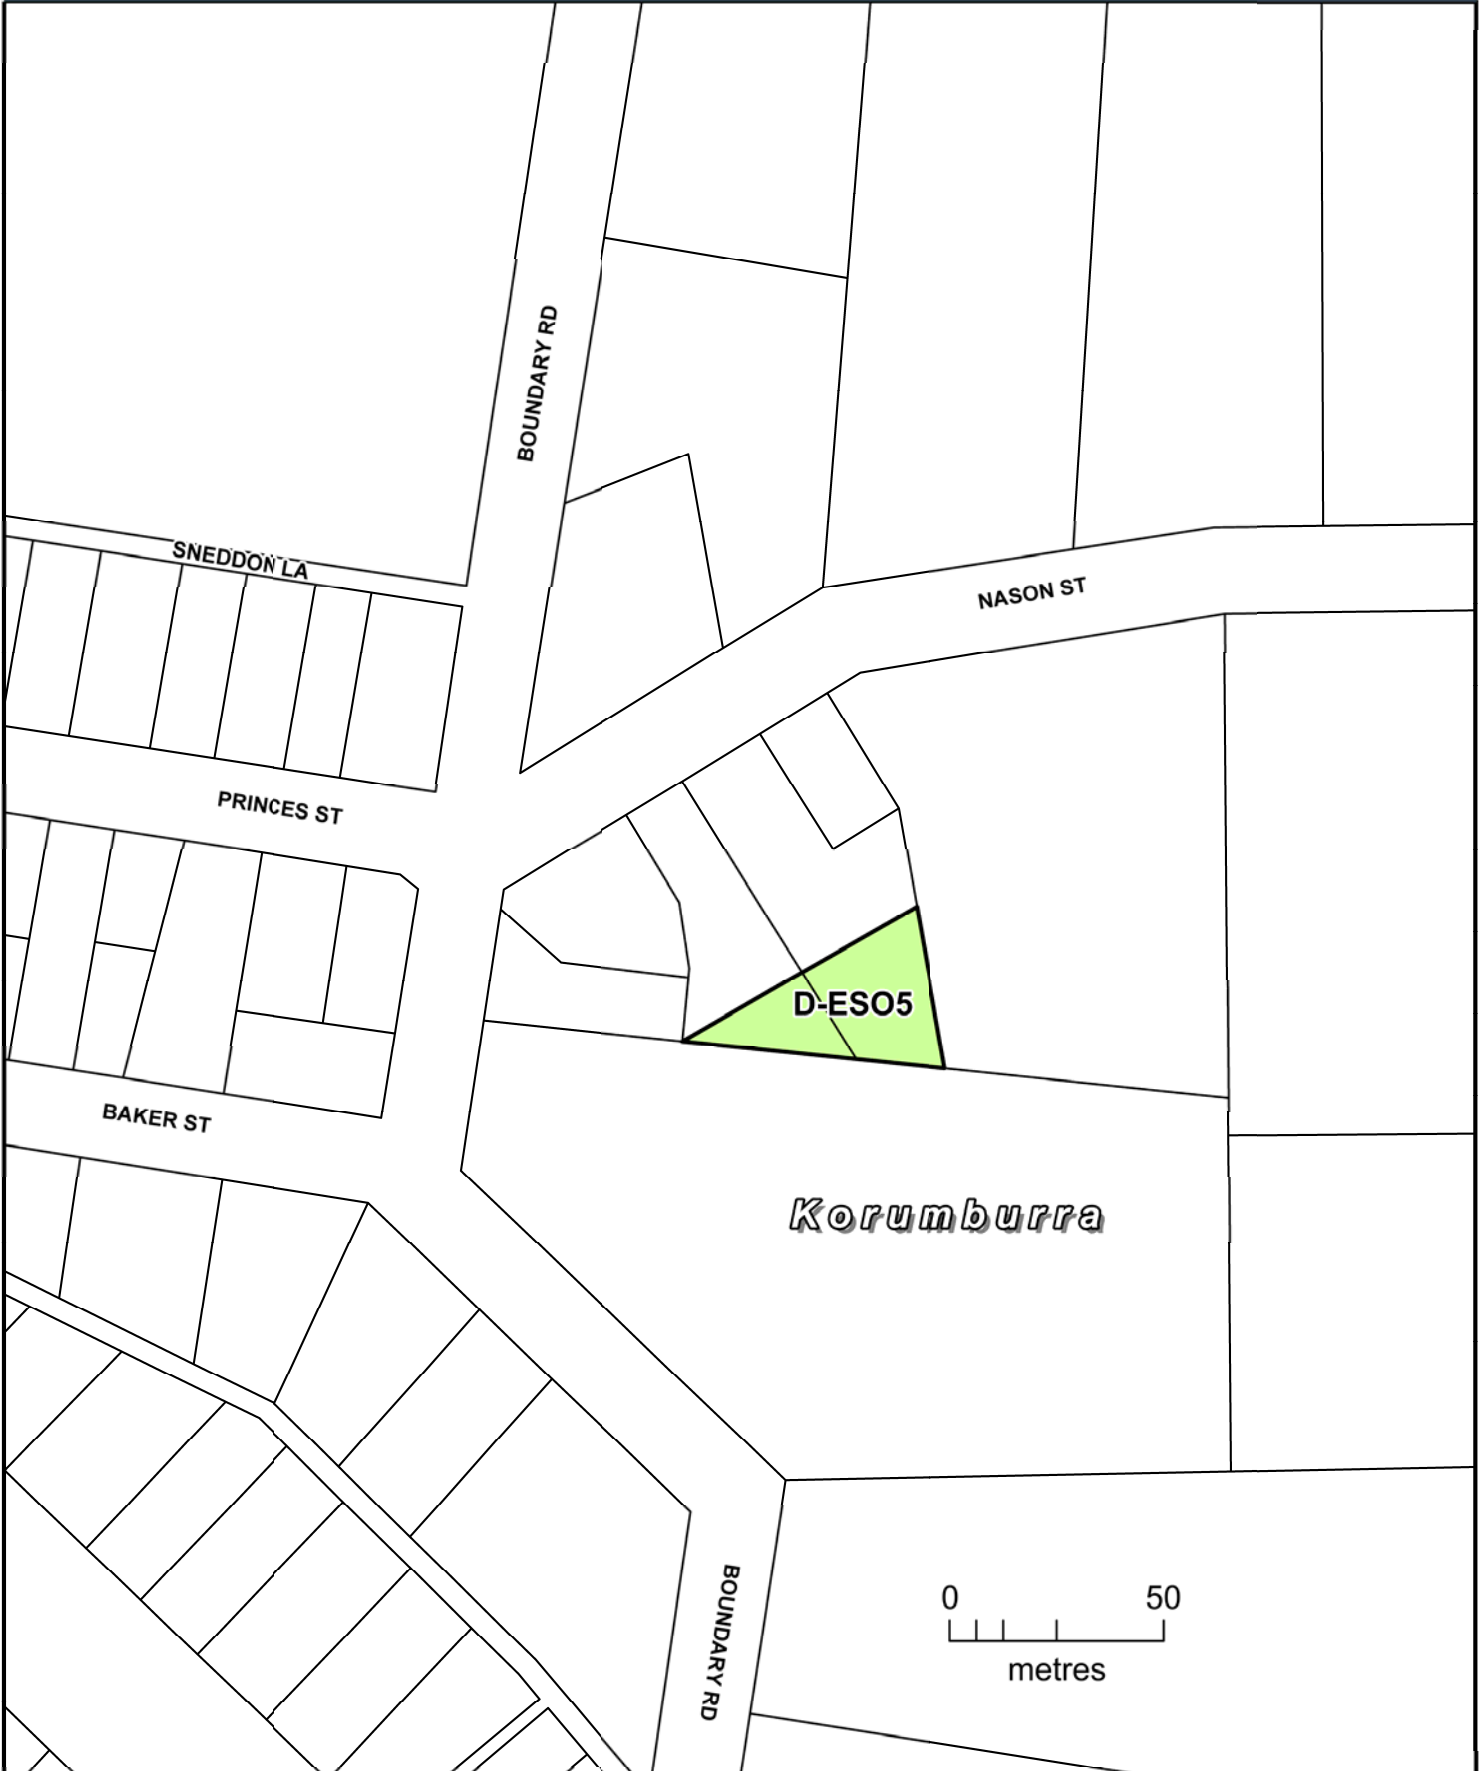 BOUNDARY RD
SNEDDON LA
NASON ST
PRINCES ST
D-ESO5
BAKER ST
Korumburra
BOUNDARY RD
0 50
metres